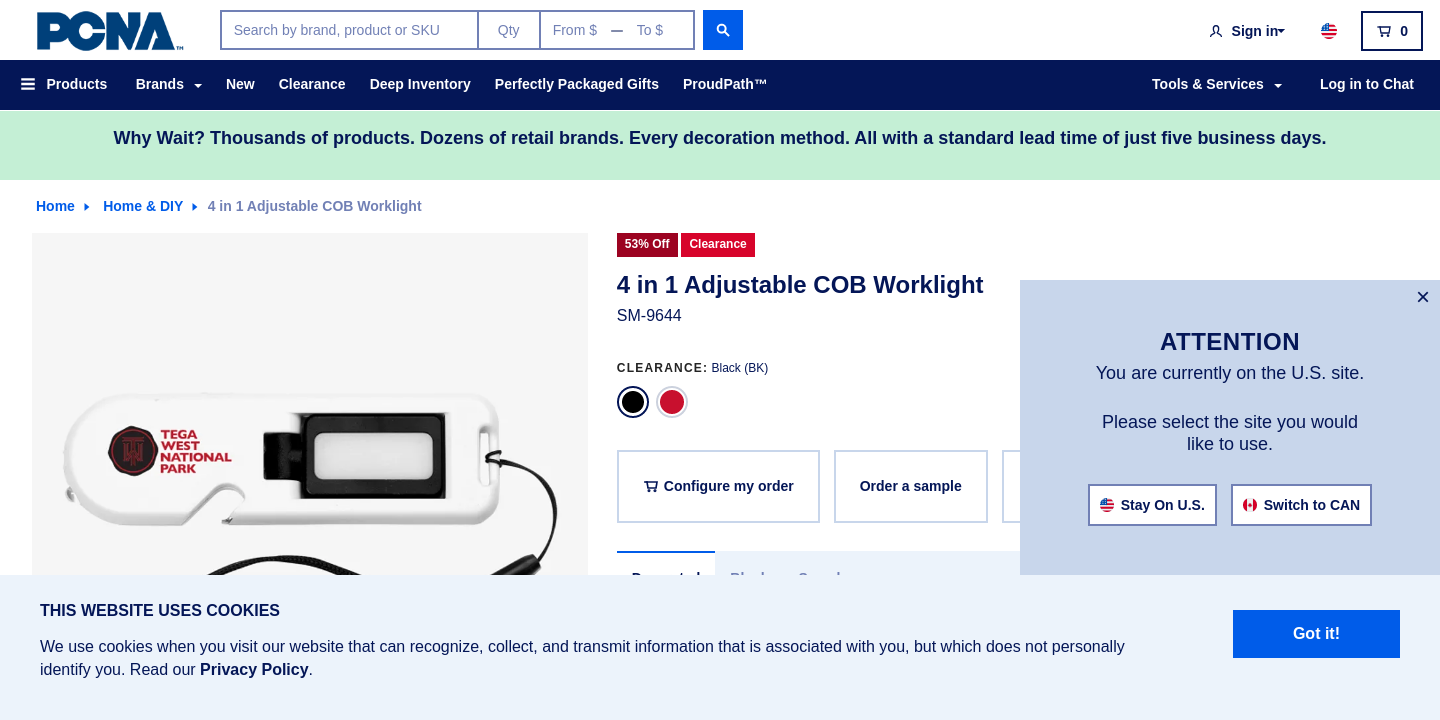 PCNA™
Search by brand, product or SKU
Qty
From $ — To $
Sign in
0
Products
Brands
New
Clearance
Deep Inventory
Perfectly Packaged Gifts
ProudPath™
Tools & Services
Log in to Chat
Why Wait? Thousands of products. Dozens of retail brands. Every decoration method. All with a standard lead time of just five business days.
Home
Home & DIY
4 in 1 Adjustable COB Worklight
53% Off
Clearance
4 in 1 Adjustable COB Worklight
SM-9644
CLEARANCE: Black (BK)
TEGA
WEST
NATIONAL
PARK
Configure my order
Order a sample
×
ATTENTION
You are currently on the U.S. site.
Please select the site you would
like to use.
Stay On U.S.
Switch to CAN
THIS WEBSITE USES COOKIES
We use cookies when you visit our website that can recognize, collect, and transmit information that is associated with you, but which does not personally
identify you. Read our Privacy Policy.
Got it!